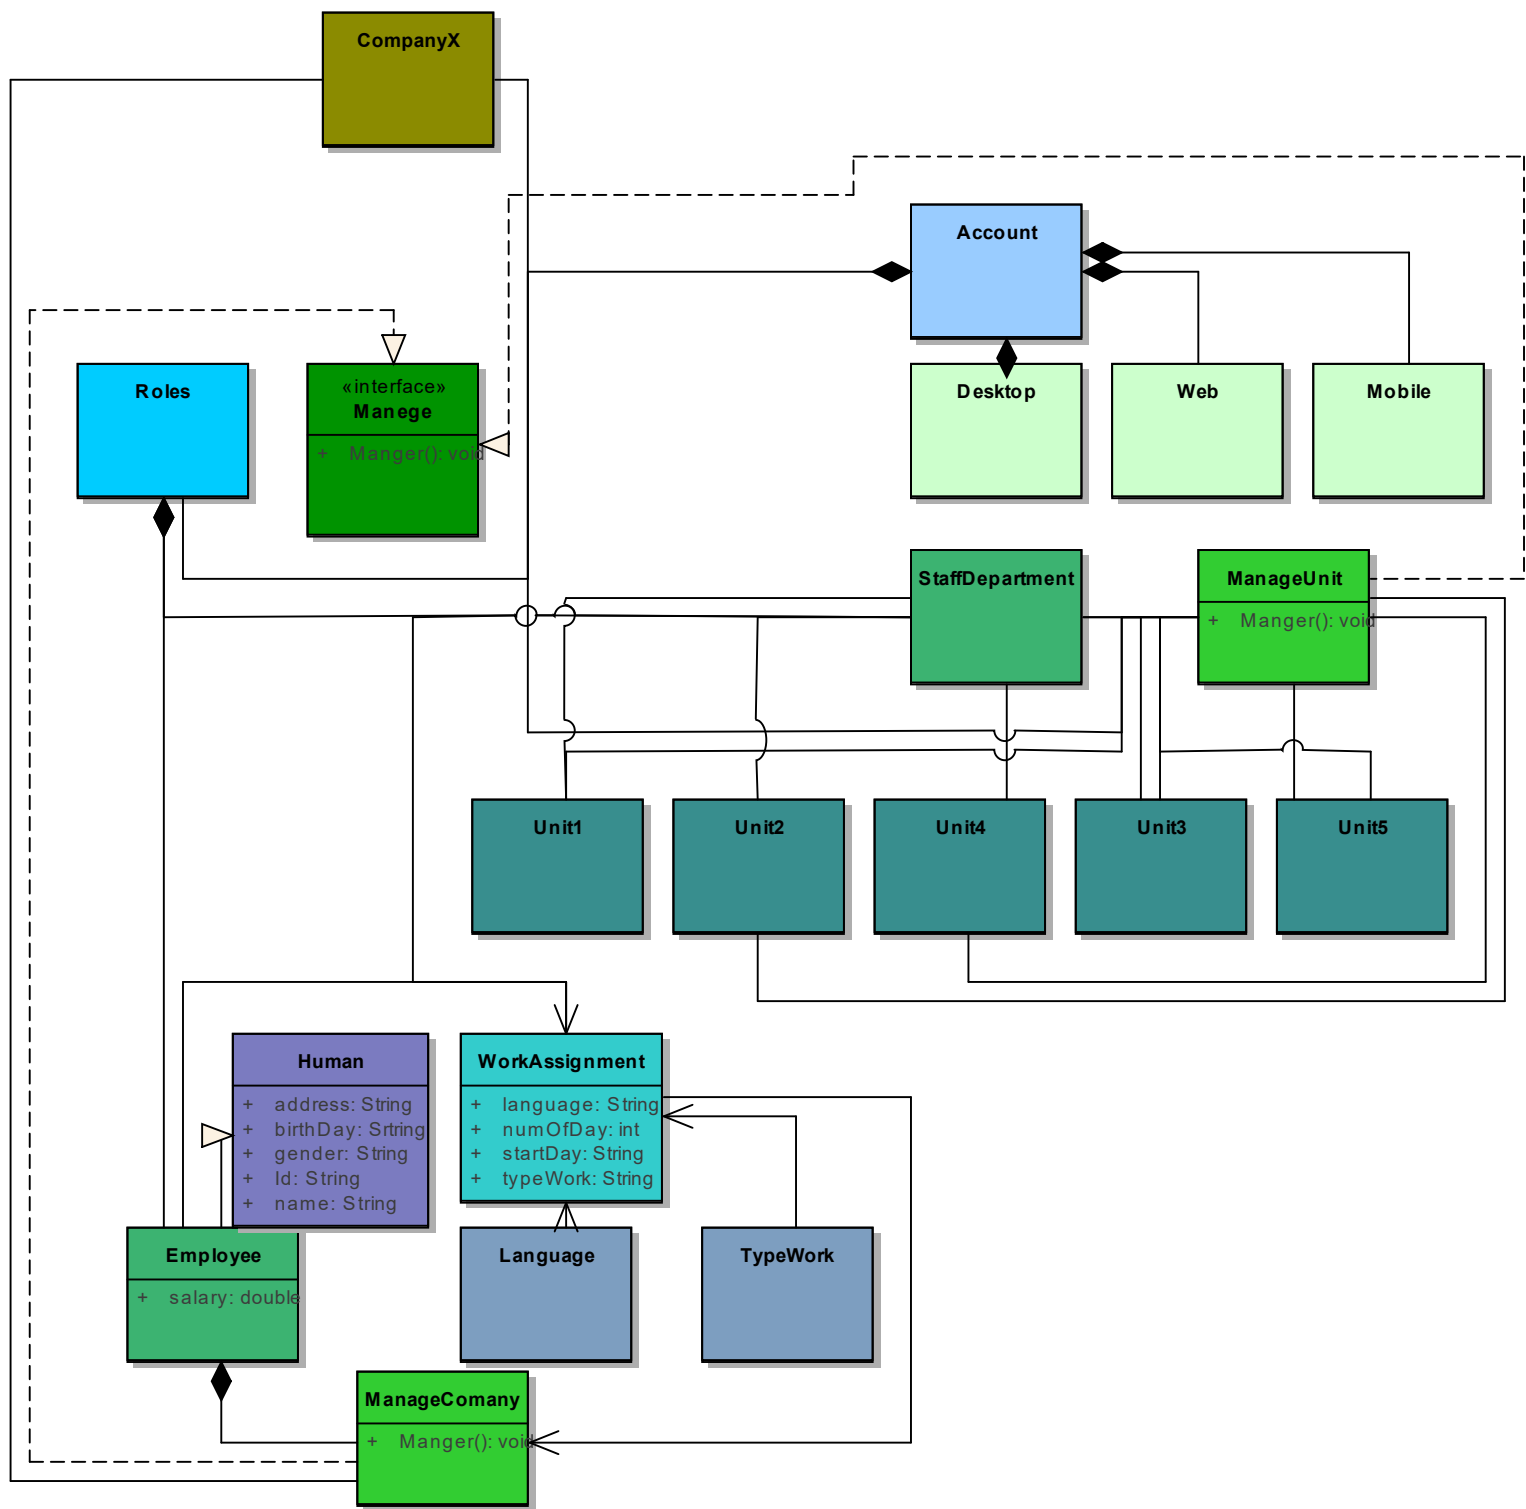 CompanyX
Account
Roles
«interface»
Manege
+ Manger(): void
Desktop
Web
Mobile
StaffDepartment
ManageUnit
+ Manger(): void
Unit1
Unit2
Unit4
Unit3
Unit5
Human
+ address: String
+ birthDay: Srtring
+ gender: String
+ Id: String
+ name: String
WorkAssignment
+ language: String
+ numOfDay: int
+ startDay: String
+ typeWork: String
Employee
+ salary: double
Language
TypeWork
ManageComany
+ Manger(): void